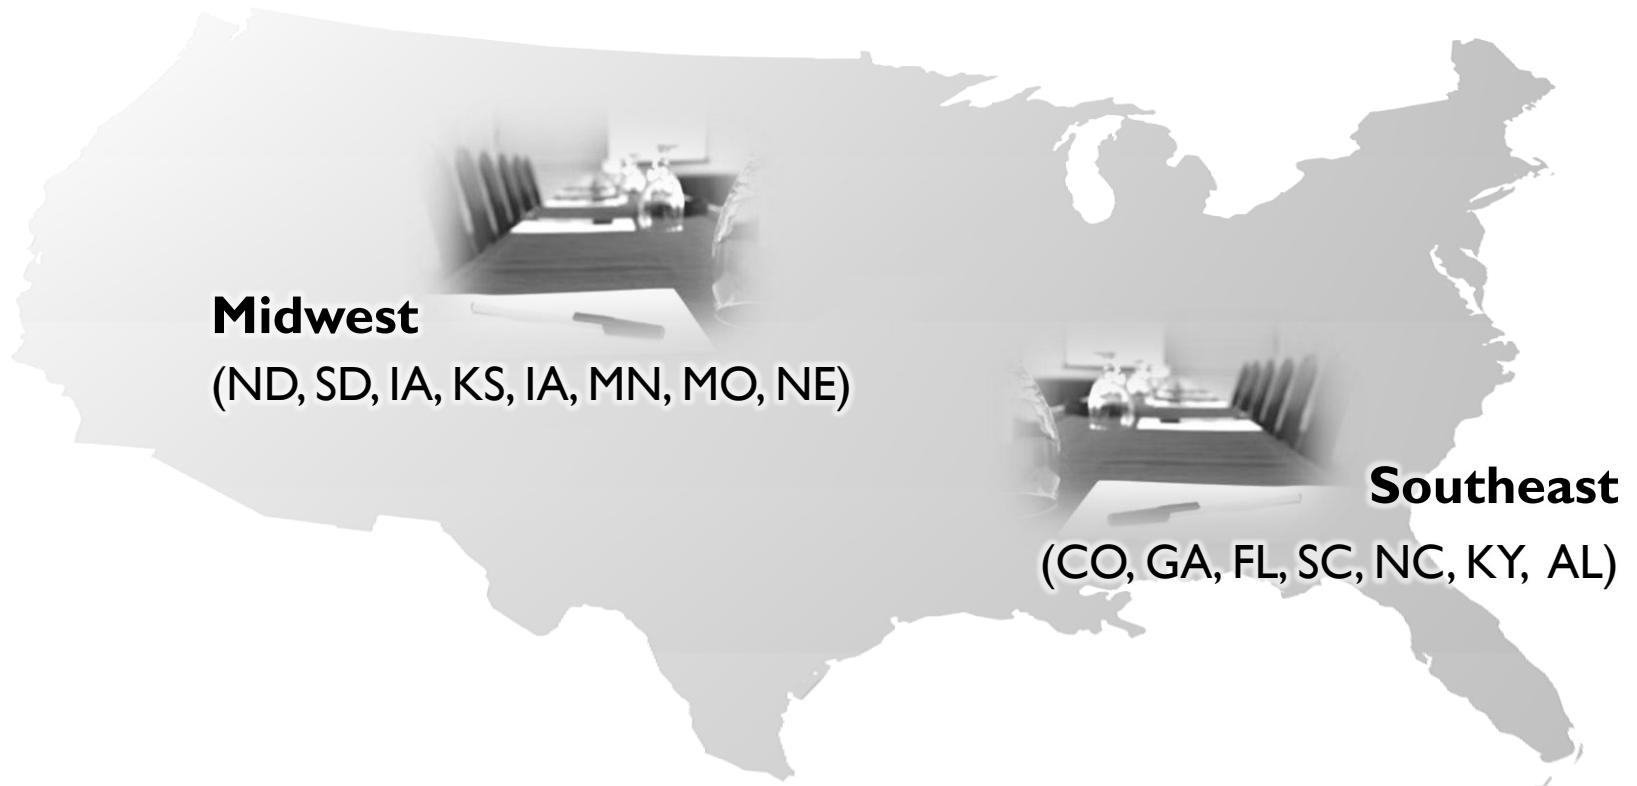 Midwest
(ND, SD, IA, KS, IA, MN, MO, NE)
Southeast
(CO, GA, FL, SC, NC, KY, AL)